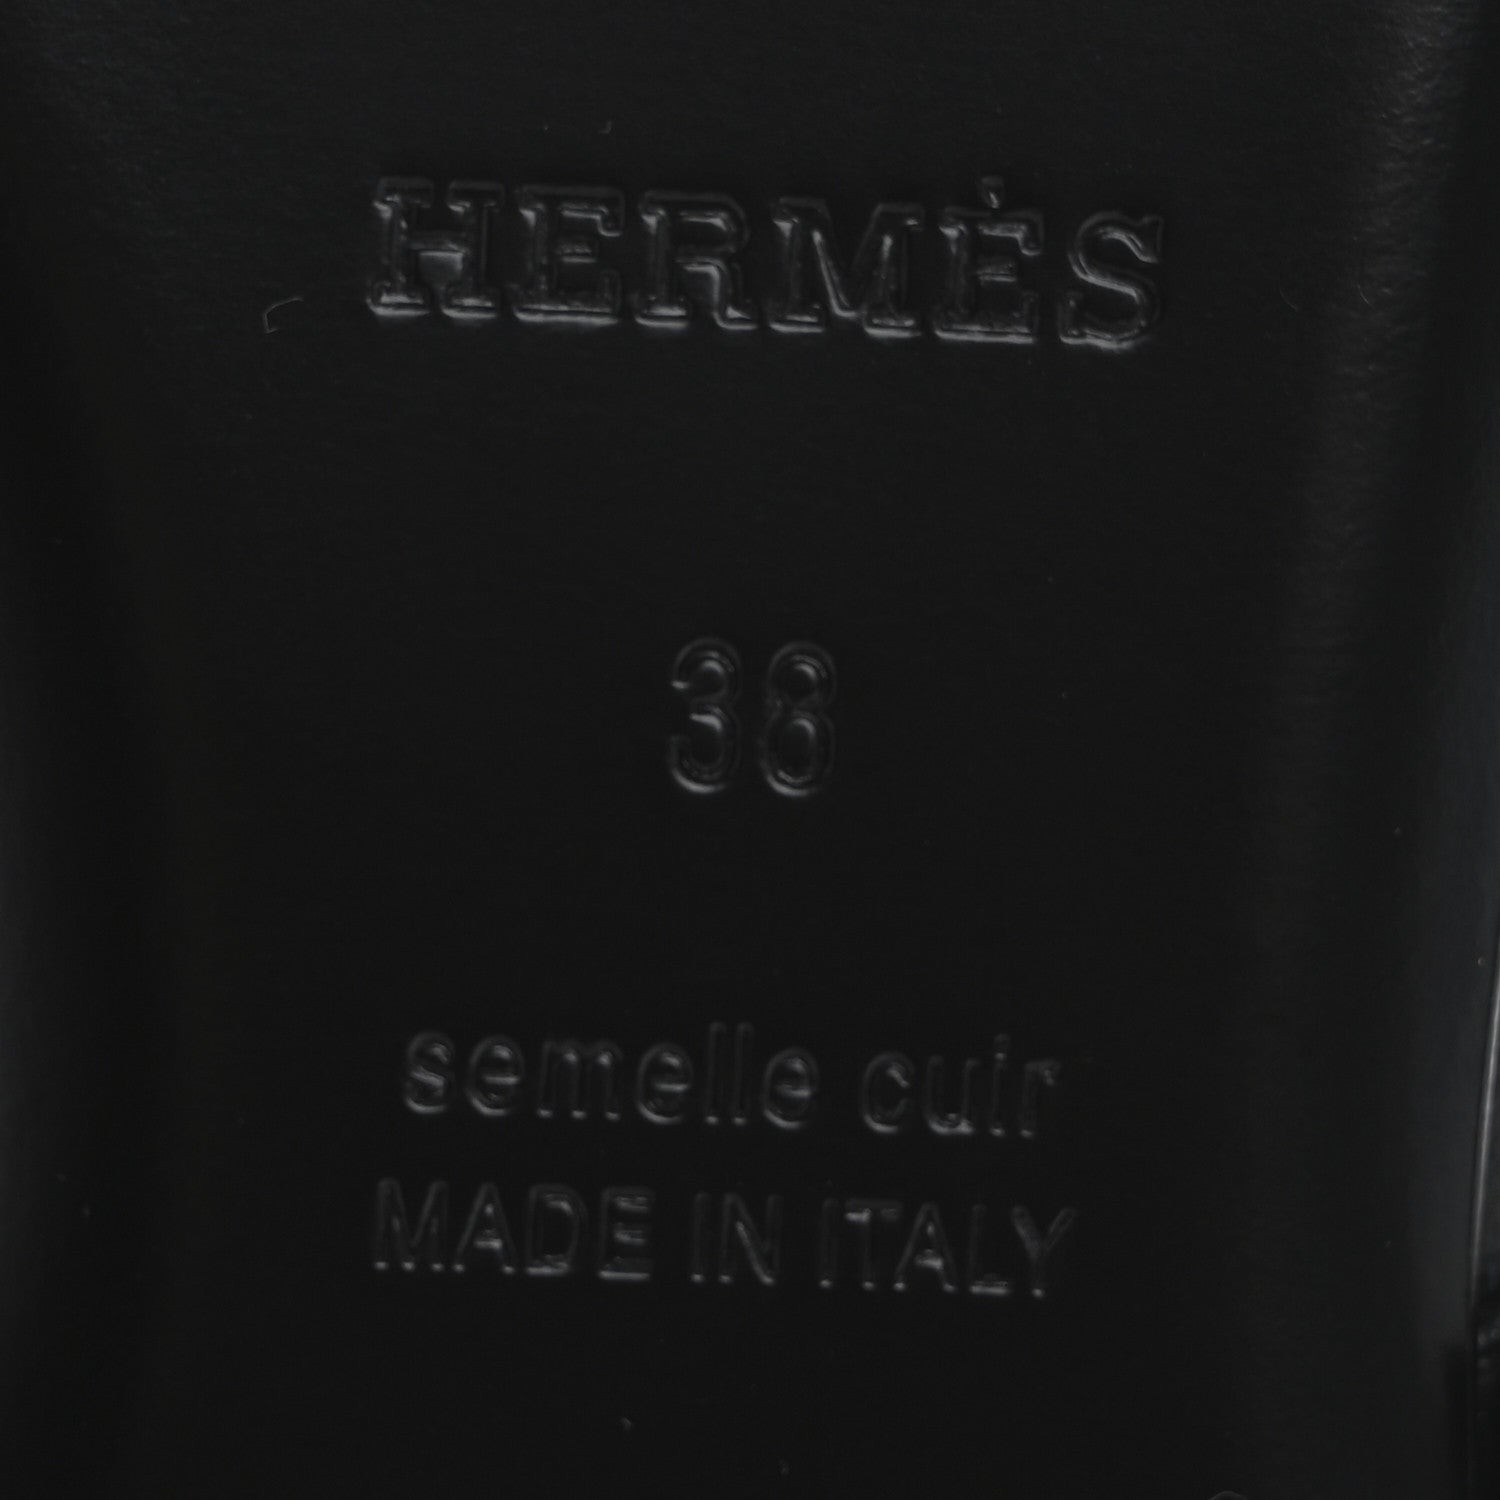 HERMÈS
38
semelle cuir
MADE IN ITALY